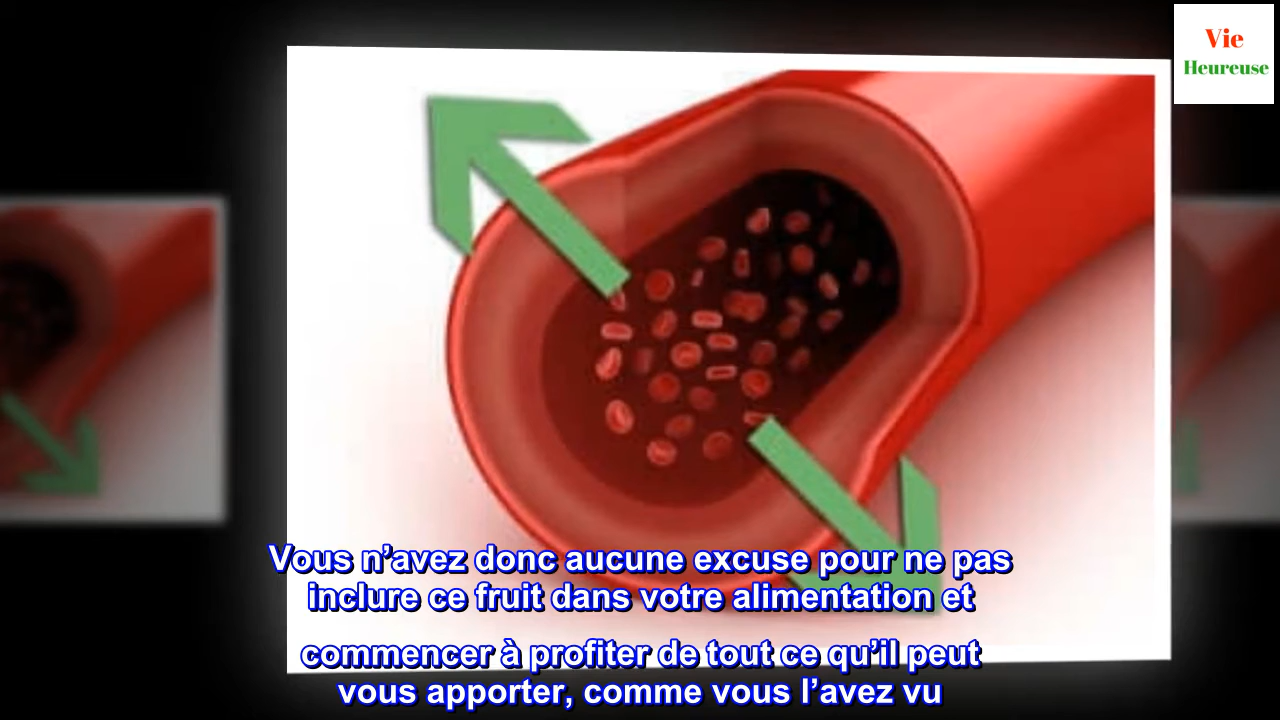 Vie
Heureuse
Vous n’avez donc aucune excuse pour ne pas
inclure ce fruit dans votre alimentation et
commencer à profiter de tout ce qu’il peut
vous apporter, comme vous l’avez vu